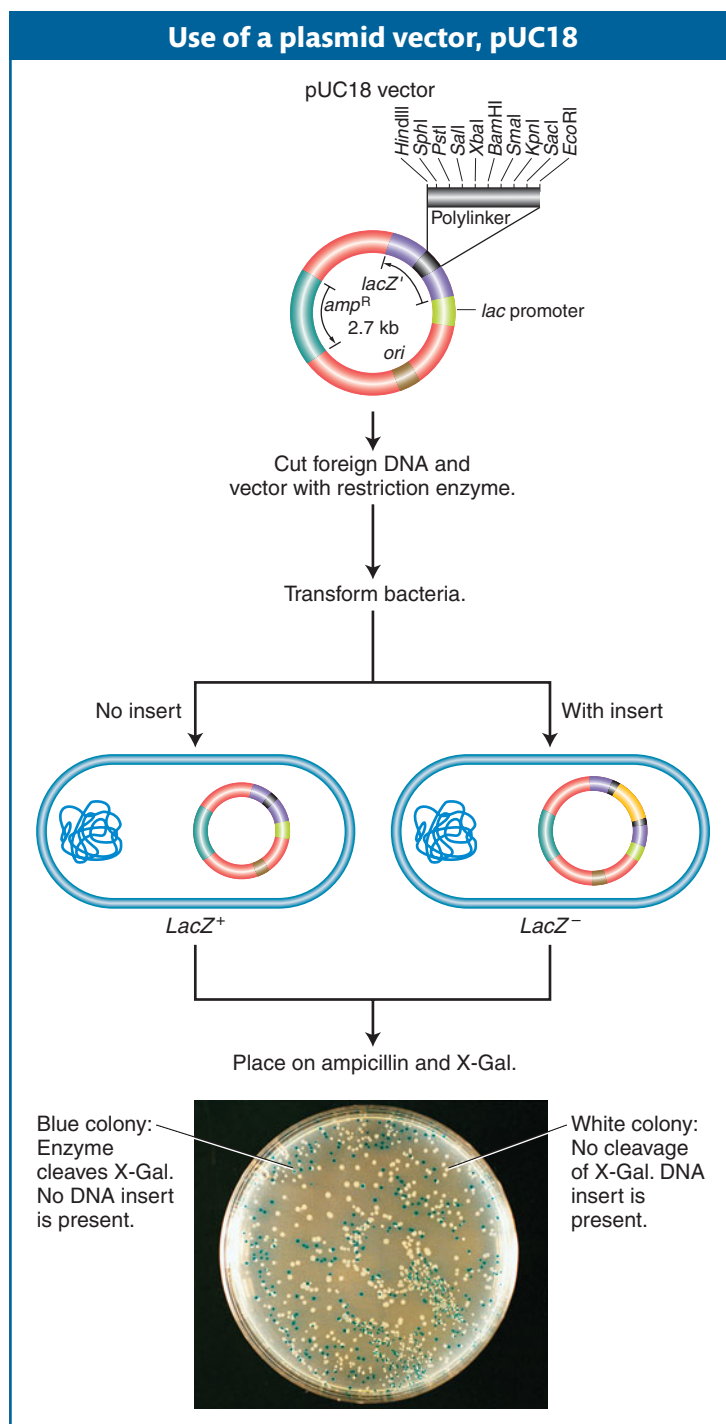 Use of a plasmid vector, pUC18
pUC18 vector
HindIII
SphI
PstI
SalI
XbaI
BamHI
SmaI
KpnI
SacI
EcoRI
Polylinker
lacZ'
ampR
2.7 kb
ori
lac promoter
Cut foreign DNA and
vector with restriction enzyme.
Transform bacteria.
No insert
With insert
LacZ+
LacZ–
Place on ampicillin and X-Gal.
Blue colony:
Enzyme
cleaves X-Gal.
No DNA insert
is present.
White colony:
No cleavage
of X-Gal. DNA
insert is
present.